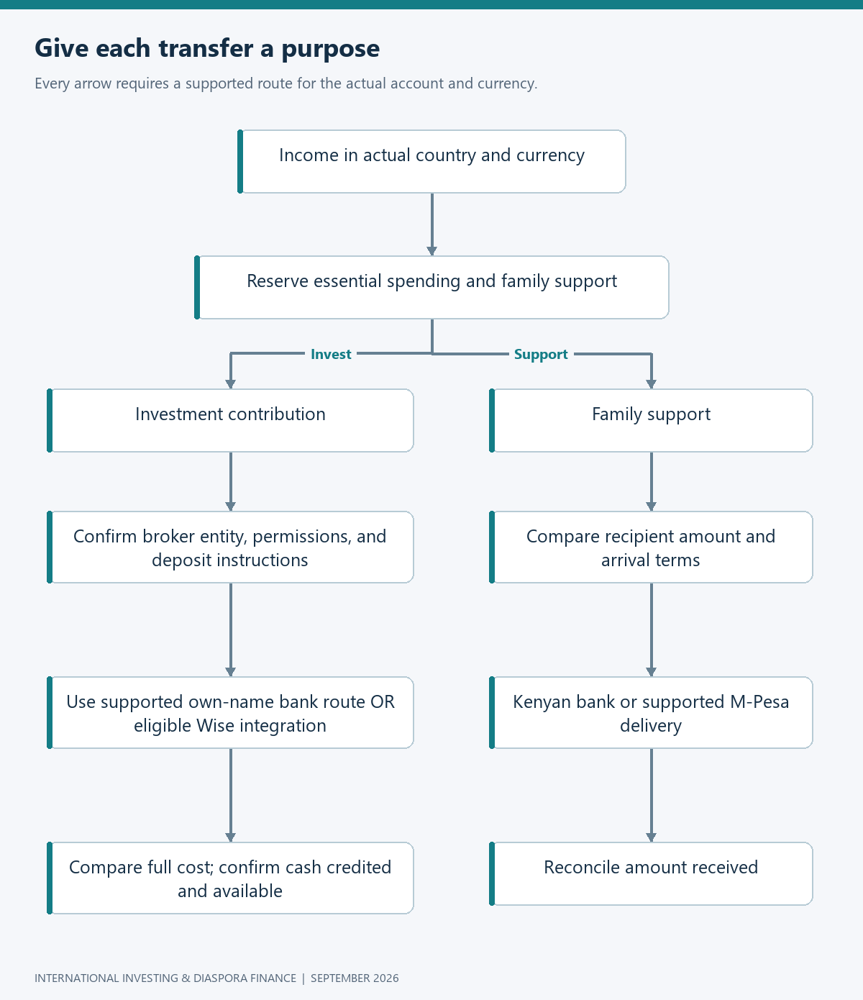 Give each transfer a purpose
Every arrow requires a supported route for the actual account and currency.
Income in actual country and currency
Reserve essential spending and family support
Invest
Support
Investment contribution
Family support
Confirm broker entity, permissions, and
deposit instructions
Compare recipient amount and
arrival terms
Use supported own-name bank route OR
eligible Wise integration
Kenyan bank or supported M-Pesa
delivery
Compare full cost; confirm cash credited
and available
Reconcile amount received
INTERNATIONAL INVESTING & DIASPORA FINANCE | SEPTEMBER 2026